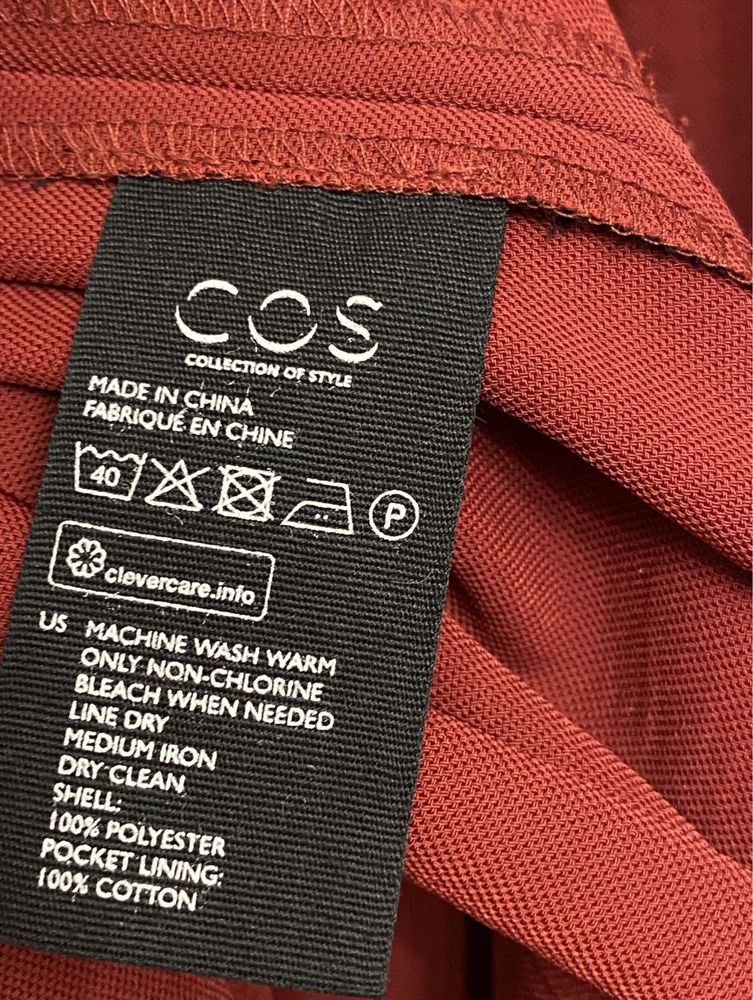 COS
COLLECTION OF STYLE
MADE IN CHINA
FABRIQUÉ EN CHINE
40 P
clevercare.info
US MACHINE WASH WARM
ONLY NON-CHLORINE
BLEACH WHEN NEEDED
LINE DRY
MEDIUM IRON
DRY CLEAN
SHELL:
100% POLYESTER
POCKET LINING:
100% COTTON